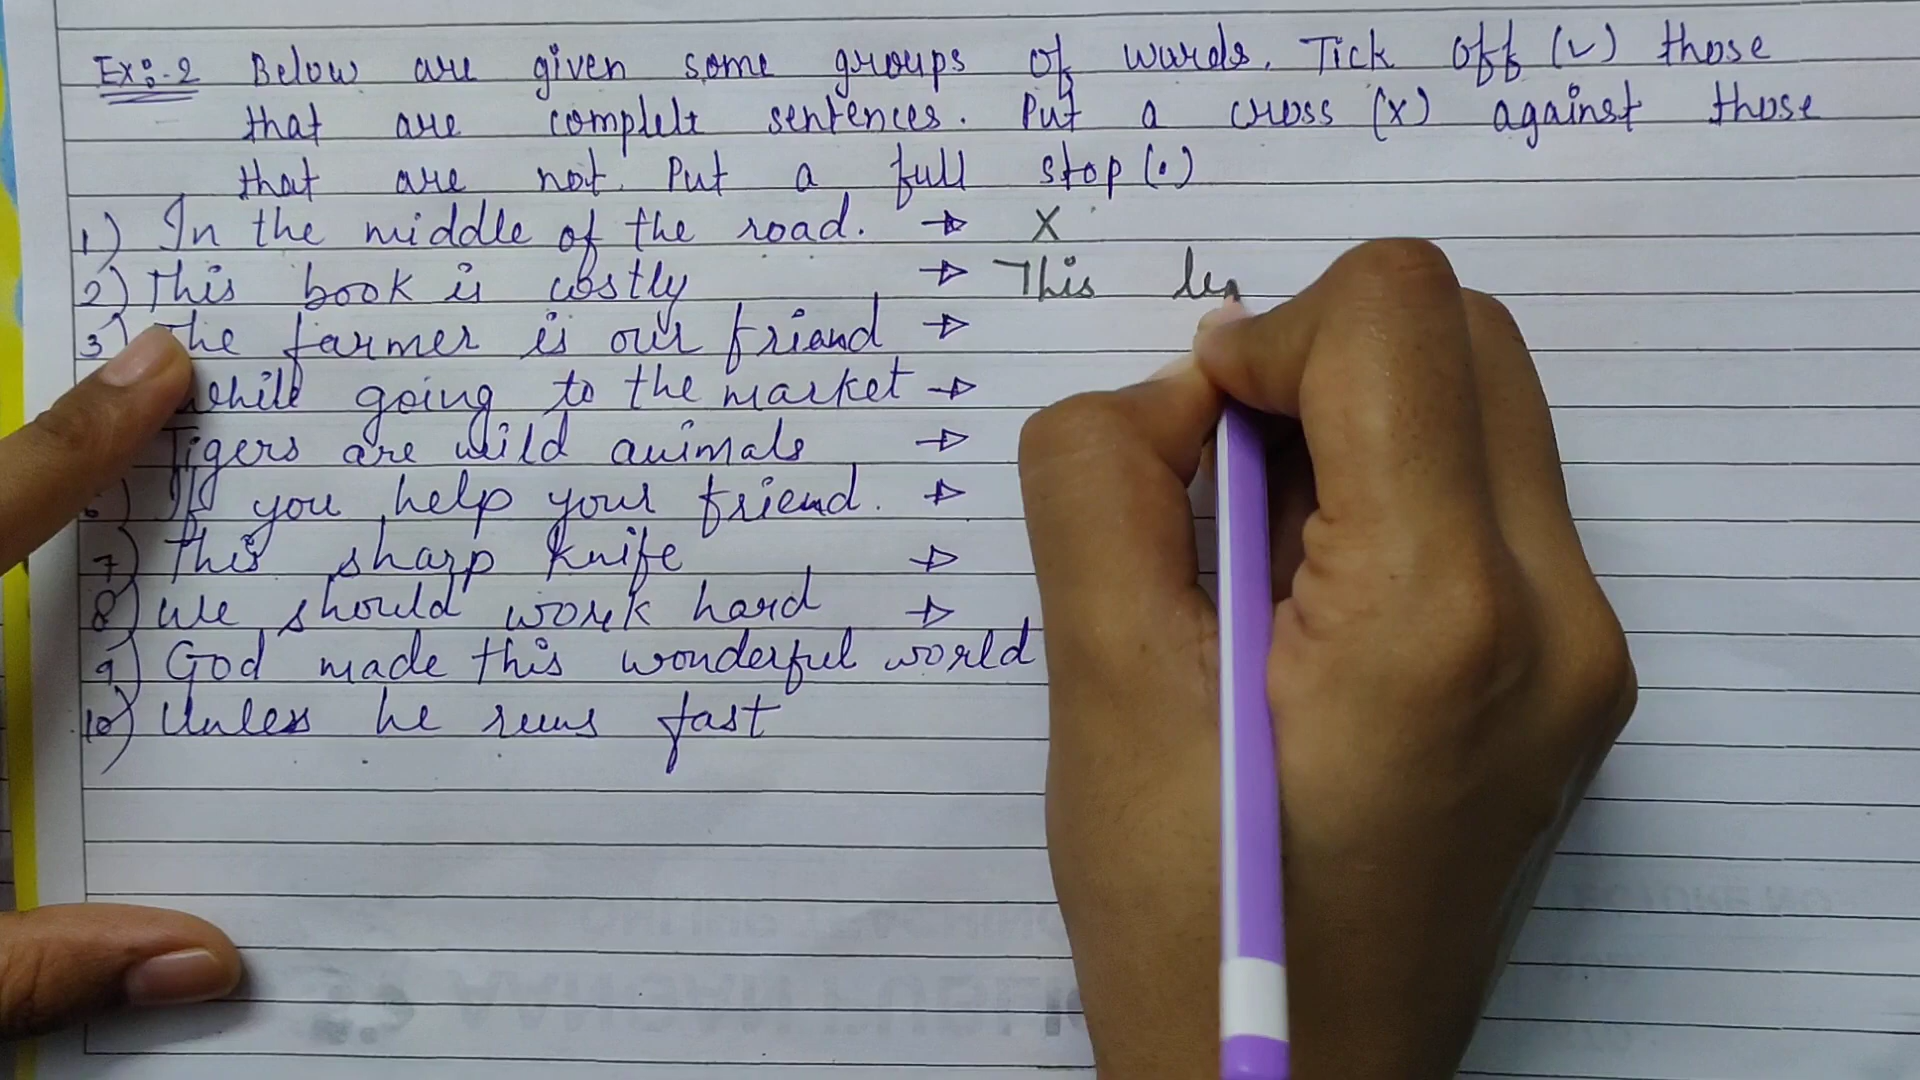 Ex:-2 Below are given some groups of words. Tick off (✓) those
that are complete sentences. Put a cross (x) against those
that are not. Put a full stop (.)
1) In the middle of the road. → X
2) This book is costly → This
3) The farmer is our friend →
while going to the market →
Tigers are wild animals →
6) If you help your friend. →
7) This sharp knife →
8) we should work hard →
9) God made this wonderful world
10) Unless he runs fast